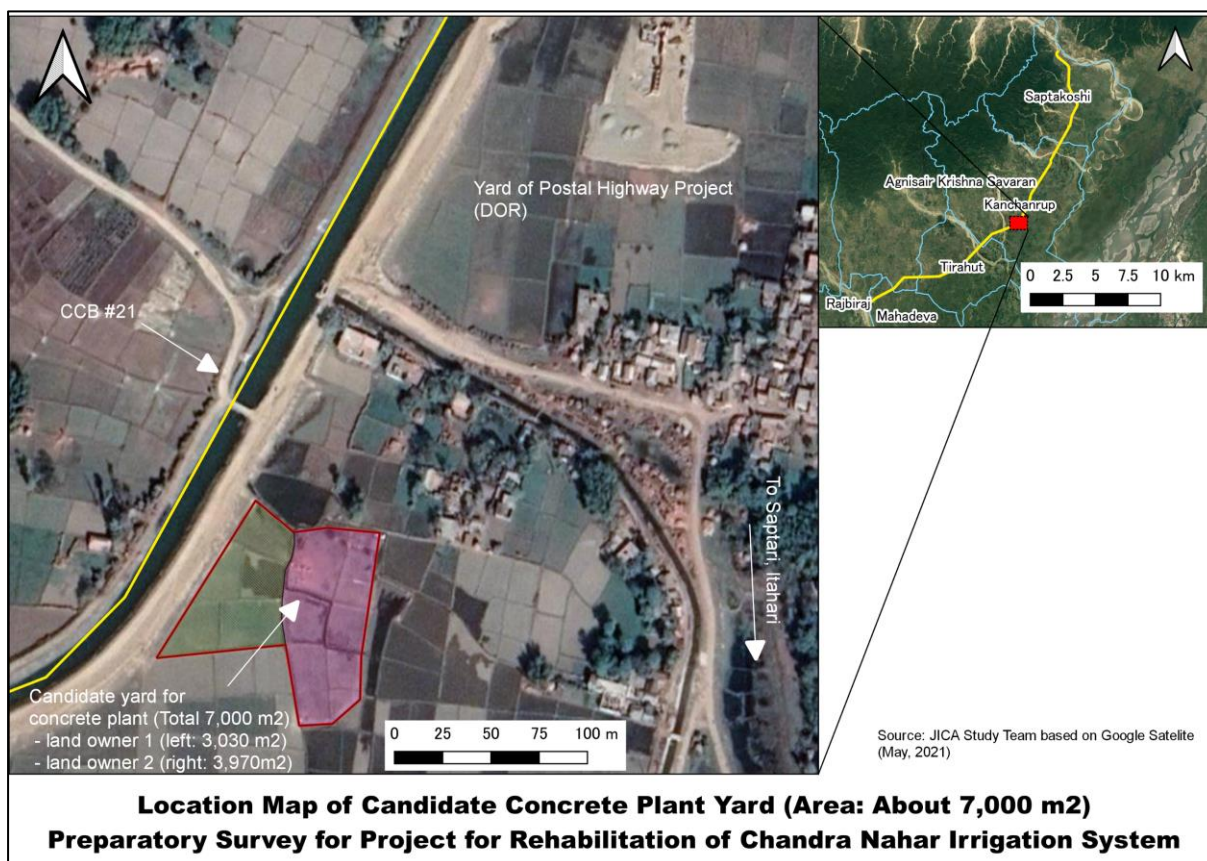 Yard of Postal Highway Project
(DOR)
CCB #21
To Saptari, Itahari
Candidate yard for
concrete plant (Total 7,000 m2)
- land owner 1 (left: 3,030 m2)
- land owner 2 (right: 3,970m2)
0 25 50 75 100 m
Saptakoshi
Agnisair Krishna Savaran
Kanchanrup
Tirahut
Rajbiraj
Mahadeva
0 2.5 5 7.5 10 km
Source: JICA Study Team based on Google Satelite
(May, 2021)
Location Map of Candidate Concrete Plant Yard (Area: About 7,000 m2)
Preparatory Survey for Project for Rehabilitation of Chandra Nahar Irrigation System